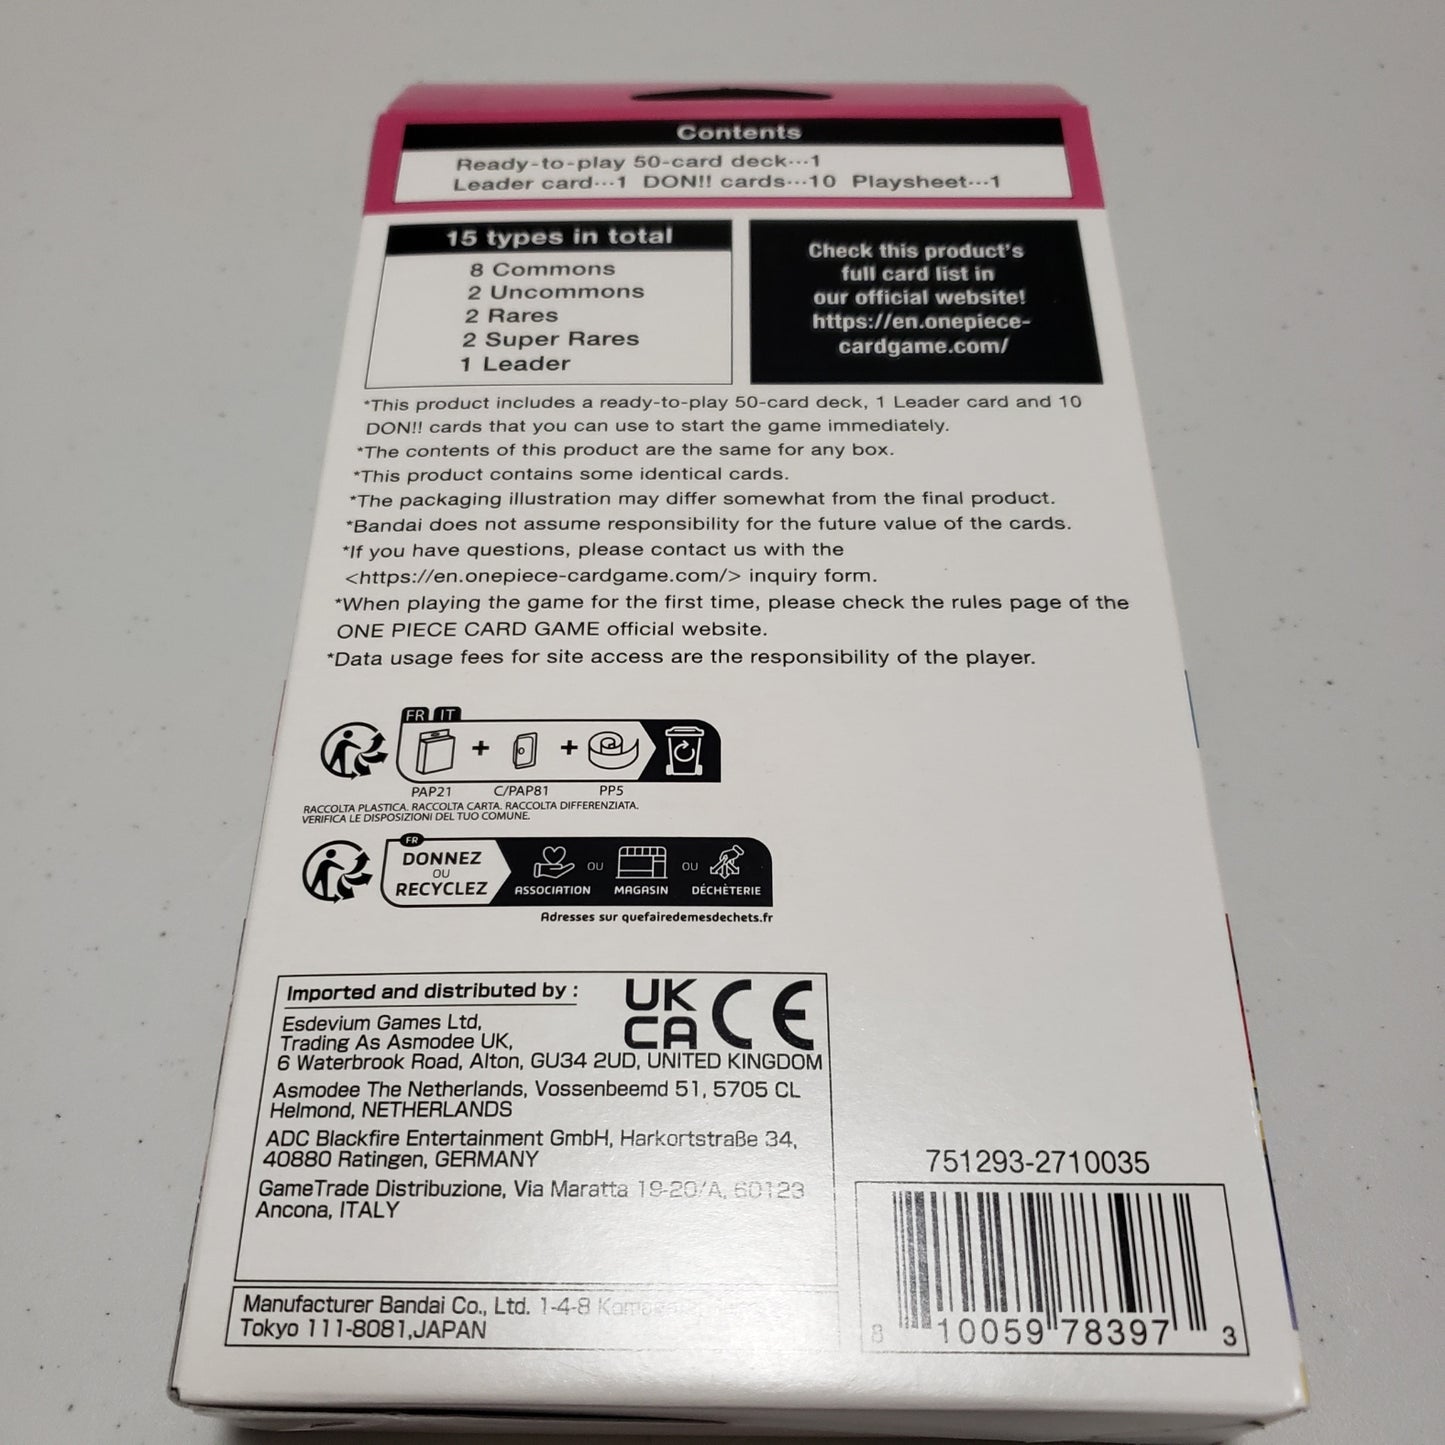 Contents
Ready-to-play 50-card deck···1
Leader card···1 DON!! cards···10 Playsheet···1
15 types in total
8 Commons
2 Uncommons
2 Rares
2 Super Rares
1 Leader
Check this product's
full card list in
our official website!
https://en.onepiece-
cardgame.com/
*This product includes a ready-to-play 50-card deck, 1 Leader card and 10
DON!! cards that you can use to start the game immediately.
*The contents of this product are the same for any box.
*This product contains some identical cards.
*The packaging illustration may differ somewhat from the final product.
*Bandai does not assume responsibility for the future value of the cards.
*If you have questions, please contact us with the
<https://en.onepiece-cardgame.com/> inquiry form.
*When playing the game for the first time, please check the rules page of the
ONE PIECE CARD GAME official website.
*Data usage fees for site access are the responsibility of the player.
FR IT
+ +
PAP21 C/PAP81 PP5
RACCOLTA PLASTICA. RACCOLTA CARTA. RACCOLTA DIFFERENZIATA.
VERIFICA LE DISPOSIZIONI DEL TUO COMUNE.
FR
DONNEZ
OU
RECYCLEZ
ASSOCIATION OU MAGASIN OU DÉCHÈTERIE
Adresses sur quefairedemesdechets.fr
Imported and distributed by :
UK
CA
CE
Esdevium Games Ltd,
Trading As Asmodee UK,
6 Waterbrook Road, Alton, GU34 2UD, UNITED KINGDOM
Asmodee The Netherlands, Vossenbeemd 51, 5705 CL
Helmond, NETHERLANDS
ADC Blackfire Entertainment GmbH, Harkortstraße 34,
40880 Ratingen, GERMANY
GameTrade Distribuzione, Via Maratta 19-20/A, 60123
Ancona, ITALY
Manufacturer Bandai Co., Ltd. 1-4-8
Tokyo 111-8081,JAPAN
751293-2710035
8 10059 78397 3